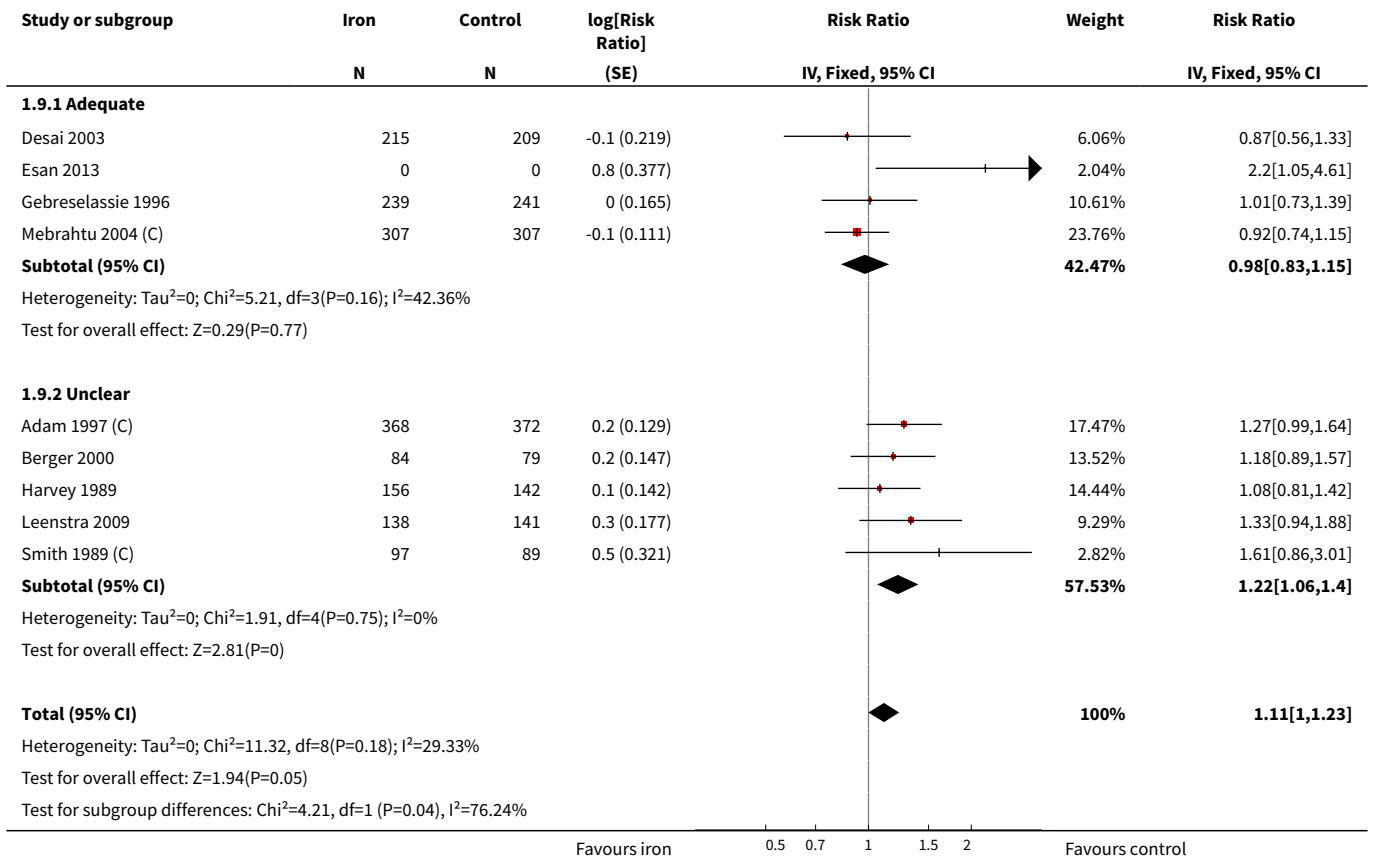 Study or subgroup Iron Control log[Risk Ratio] Risk Ratio Weight Risk Ratio
N N (SE) IV, Fixed, 95% CI IV, Fixed, 95% CI
1.9.1 Adequate
Desai 2003 215 209 -0.1 (0.219) 6.06% 0.87[0.56,1.33]
Esan 2013 0 0 0.8 (0.377) 2.04% 2.2[1.05,4.61]
Gebreselassie 1996 239 241 0 (0.165) 10.61% 1.01[0.73,1.39]
Mebrahtu 2004 (C) 307 307 -0.1 (0.111) 23.76% 0.92[0.74,1.15]
Subtotal (95% CI) 42.47% 0.98[0.83,1.15]
Heterogeneity: Tau²=0; Chi²=5.21, df=3(P=0.16); I²=42.36%
Test for overall effect: Z=0.29(P=0.77)
1.9.2 Unclear
Adam 1997 (C) 368 372 0.2 (0.129) 17.47% 1.27[0.99,1.64]
Berger 2000 84 79 0.2 (0.147) 13.52% 1.18[0.89,1.57]
Harvey 1989 156 142 0.1 (0.142) 14.44% 1.08[0.81,1.42]
Leenstra 2009 138 141 0.3 (0.177) 9.29% 1.33[0.94,1.88]
Smith 1989 (C) 97 89 0.5 (0.321) 2.82% 1.61[0.86,3.01]
Subtotal (95% CI) 57.53% 1.22[1.06,1.4]
Heterogeneity: Tau²=0; Chi²=1.91, df=4(P=0.75); I²=0%
Test for overall effect: Z=2.81(P=0)
Total (95% CI) 100% 1.11[1,1.23]
Heterogeneity: Tau²=0; Chi²=11.32, df=8(P=0.18); I²=29.33%
Test for overall effect: Z=1.94(P=0.05)
Test for subgroup differences: Chi²=4.21, df=1 (P=0.04), I²=76.24%
Favours iron 0.5 0.7 1 1.5 2 Favours control